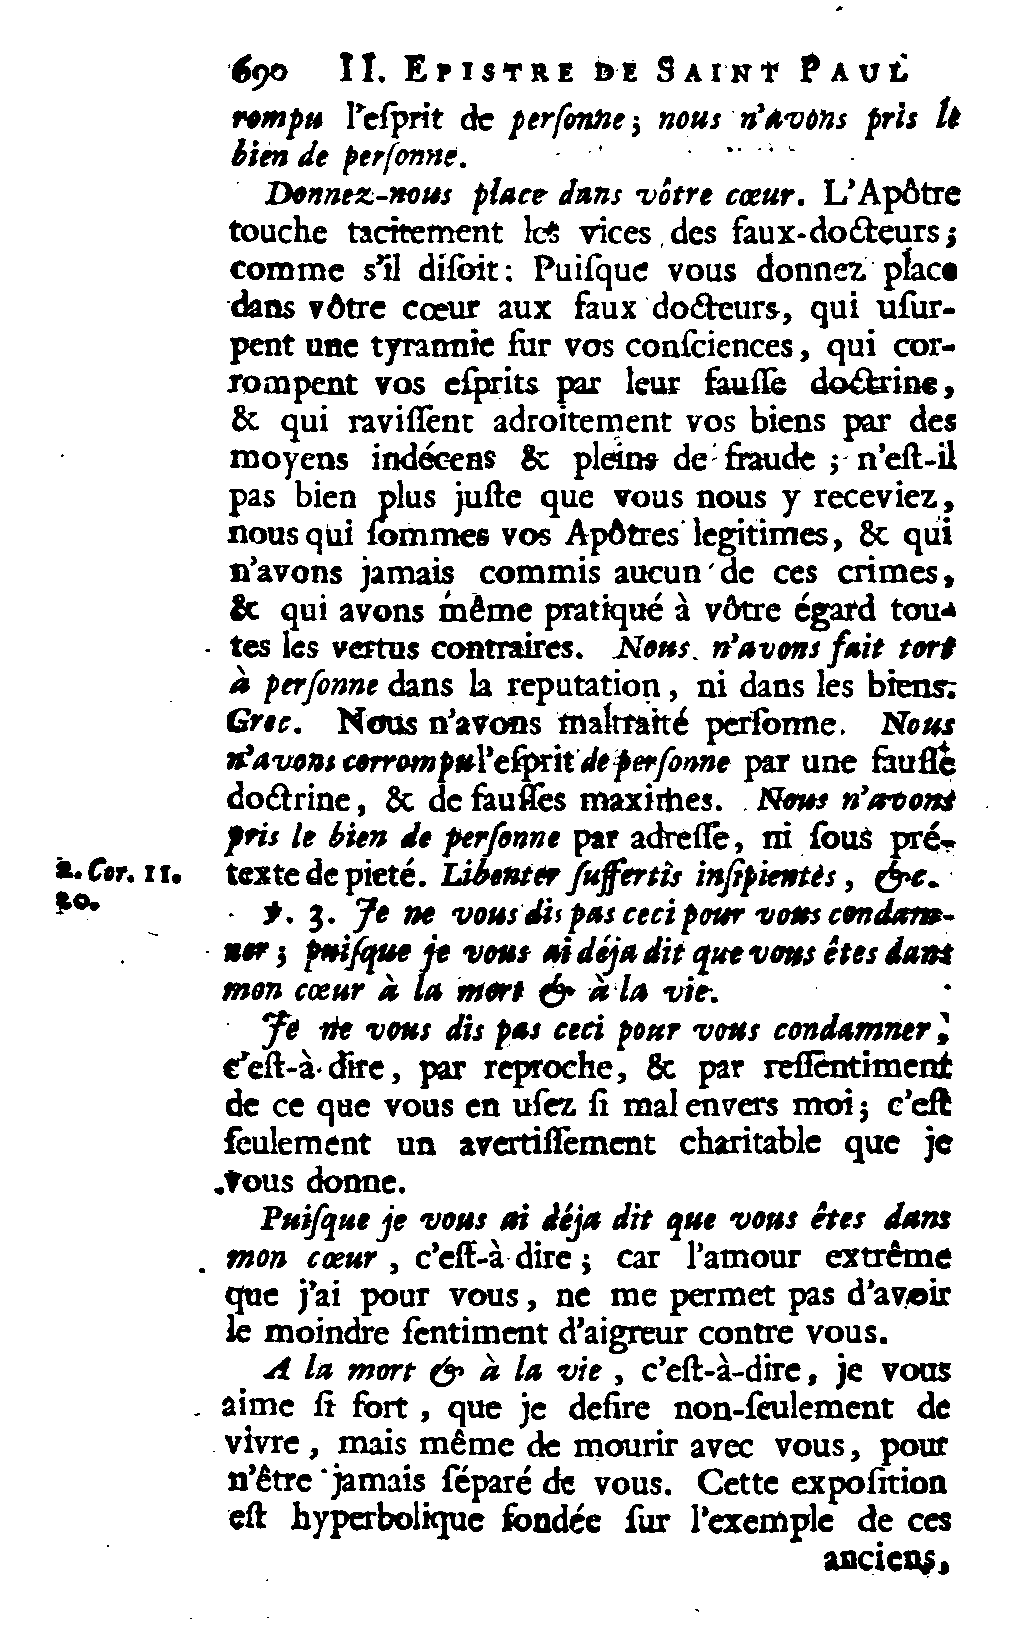 690 II. EPISTRE DE SAINT PAUL
rompu l'eſprit de perſonne; nous n'avons pris le
bien de perſonne.
Donnez-nous place dans vôtre cœur. L'Apôtre
touche tacitement les vices des faux-docteurs;
comme s'il diſoit: Puiſque vous donnez place
dans vôtre cœur aux faux docteurs, qui uſur-
pent une tyrannie ſur vos conſciences, qui cor-
rompent vos eſprits par leur fauſſe doctrine,
& qui raviſſent adroitement vos biens par des
moyens indécens & pleins de fraude; n'eſt-il
pas bien plus juſte que vous nous y receviez,
nous qui ſommes vos Apôtres legitimes, & qui
n'avons jamais commis aucun de ces crimes,
& qui avons même pratiqué à vôtre égard tou-
tes les vertus contraires. Nous n'avons fait tort
à perſonne dans la reputation, ni dans les biens.
Grec. Nous n'avons maltraité perſonne. Nous
n'avons corrompu l'eſprit de perſonne par une fauſſe
doctrine, & de fauſſes maximes. Nous n'avons
pris le bien de perſonne par adreſſe, ni ſous pré-
2. Cor. 11. texte de pieté. Libenter ſuffertis inſipientes, &c.
20. ℣. 3. Je ne vous dis pas ceci pour vous condam-
ner; puiſque je vous ai déja dit que vous êtes dans
mon cœur à la mort & à la vie.
Je ne vous dis pas ceci pour vous condamner;
c'eſt-à-dire, par reproche, & par reſſentiment
de ce que vous en uſez ſi mal envers moi; c'eſt
ſeulement un avertiſſement charitable que je
vous donne.
Puiſque je vous ai déja dit que vous êtes dans
mon cœur, c'eſt-à-dire; car l'amour extrême
que j'ai pour vous, ne me permet pas d'avoir
le moindre ſentiment d'aigreur contre vous.
A la mort & à la vie, c'eſt-à-dire, je vous
aime ſi fort, que je deſire non-ſeulement de
vivre, mais même de mourir avec vous, pour
n'être jamais ſéparé de vous. Cette expoſition
eſt hyperbolique fondée ſur l'exemple de ces
anciens,